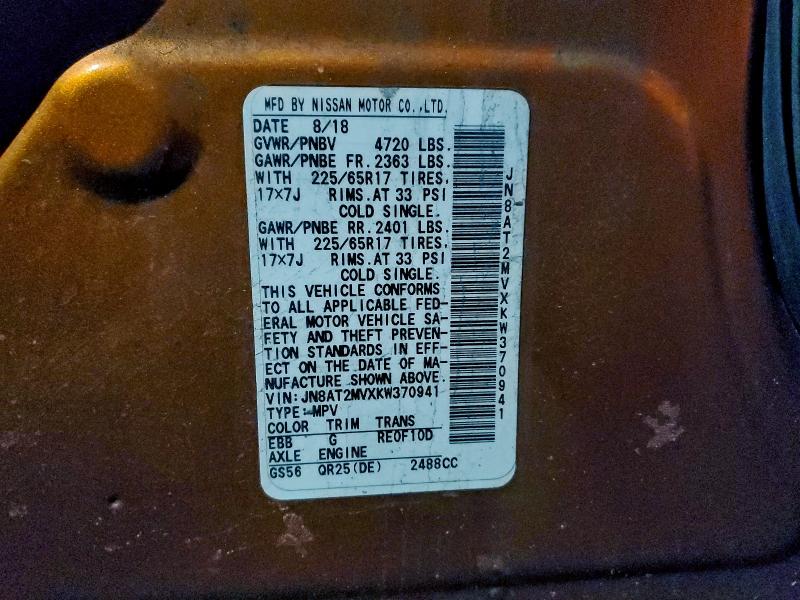 MFD BY NISSAN MOTOR CO.,LTD.
DATE 8/18
GVWR/PNBV 4720 LBS.
GAWR/PNBE FR. 2363 LBS.
WITH 225/65R17 TIRES,
17×7J RIMS.AT 33 PSI
COLD SINGLE.
GAWR/PNBE RR. 2401 LBS.
WITH 225/65R17 TIRES,
17×7J RIMS.AT 33 PSI
COLD SINGLE.
THIS VEHICLE CONFORMS
TO ALL APPLICABLE FED-
ERAL MOTOR VEHICLE SA-
FETY AND THEFT PREVEN-
TION STANDARDS IN EFF-
ECT ON THE DATE OF MA-
NUFACTURE SHOWN ABOVE.
VIN: JN8AT2MVXKW370941
TYPE: MPV
COLOR TRIM TRANS
EBB G RE0F10D
AXLE ENGINE
GS56 QR25(DE) 2488CC
JN8AT2MVXKW370941